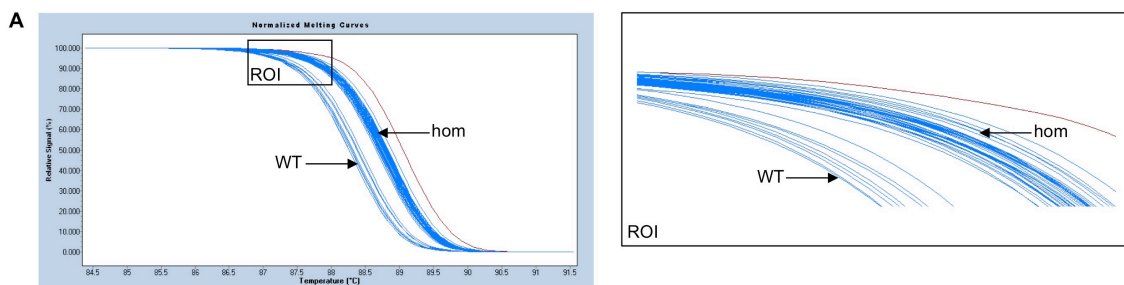 A
Normalized Melting Curves
Relative Signal (%)
100.000
90.000
80.000
70.000
60.000
50.000
40.000
30.000
20.000
10.000
0.000
ROI
hom
WT
84.5 85 85.5 86 86.5 87 87.5 88 88.5 89 89.5 90 90.5 91 91.5
Temperature (°C)
hom
WT
ROI